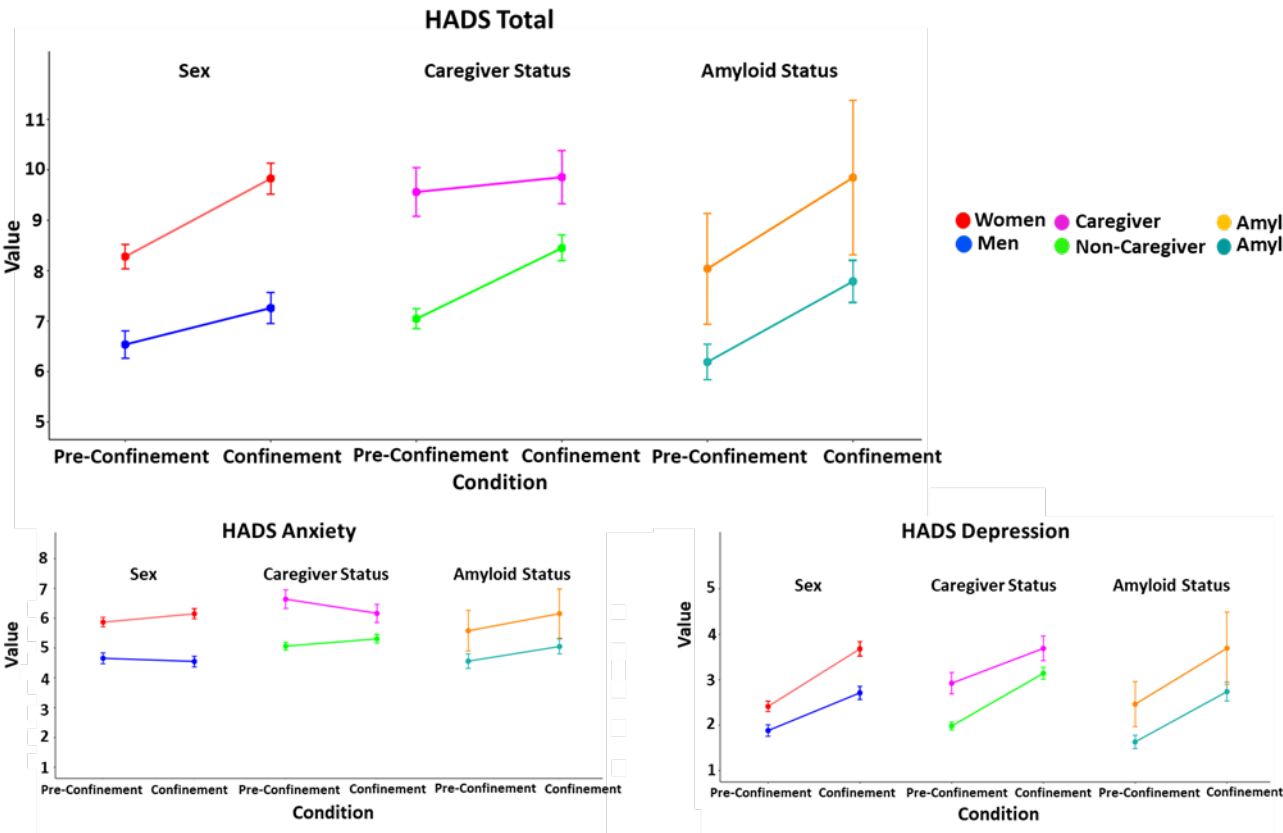 HADS Total
Sex
Caregiver Status
Amyloid Status
11
10
9
8
7
6
5
Value
Pre-Confinement Confinement Pre-Confinement Confinement Pre-Confinement Confinement
Condition
Women Caregiver Amyl
Men Non-Caregiver Amyl
HADS Anxiety
Sex
Caregiver Status
Amyloid Status
8
7
6
5
4
3
2
1
Value
Pre-Confinement Confinement Pre-Confinement Confinement Pre-Confinement Confinement
Condition
HADS Depression
Sex
Caregiver Status
Amyloid Status
5
4
3
2
1
Value
Pre-Confinement Confinement Pre-Confinement Confinement Pre-Confinement Confinement
Condition